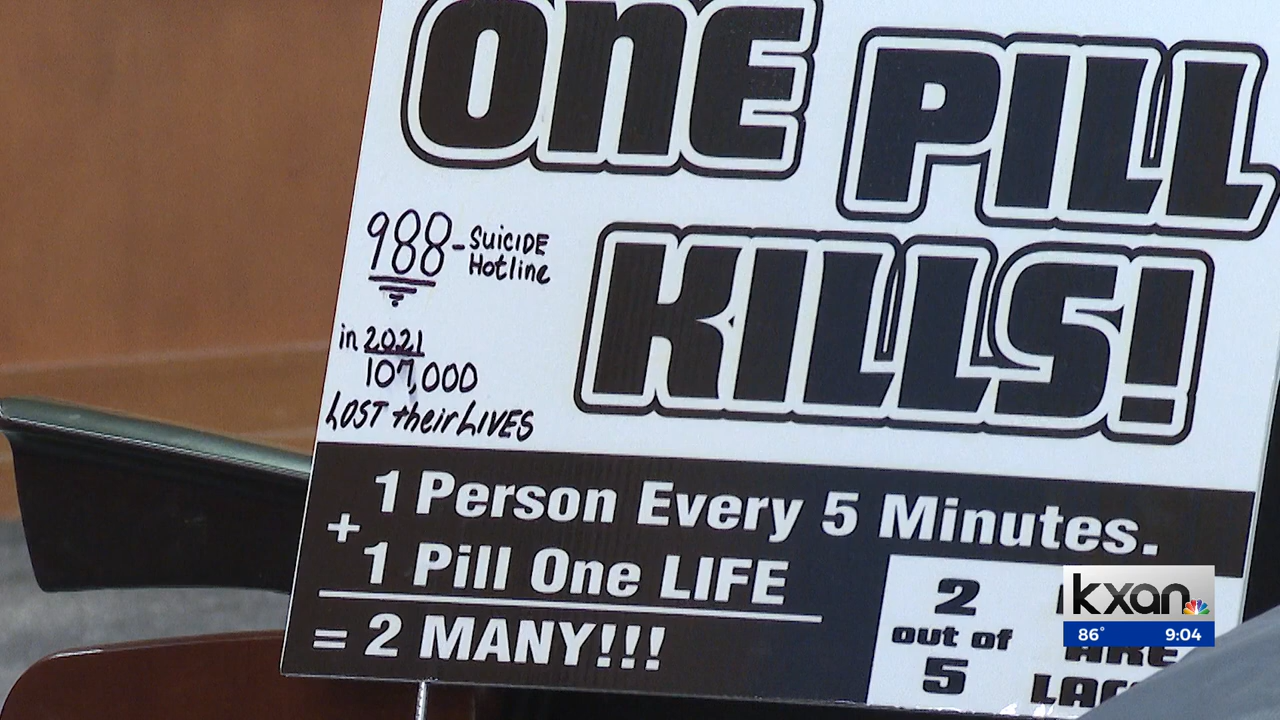 ONE PILL
KILLS!
988-SUICIDE
Hotline
in 2021
107,000
LOST their LIVES
1 Person Every 5 Minutes.
+ 1 Pill One LIFE
= 2 MANY!!!
2
out of
5
ARE
kxan
86° 9:04